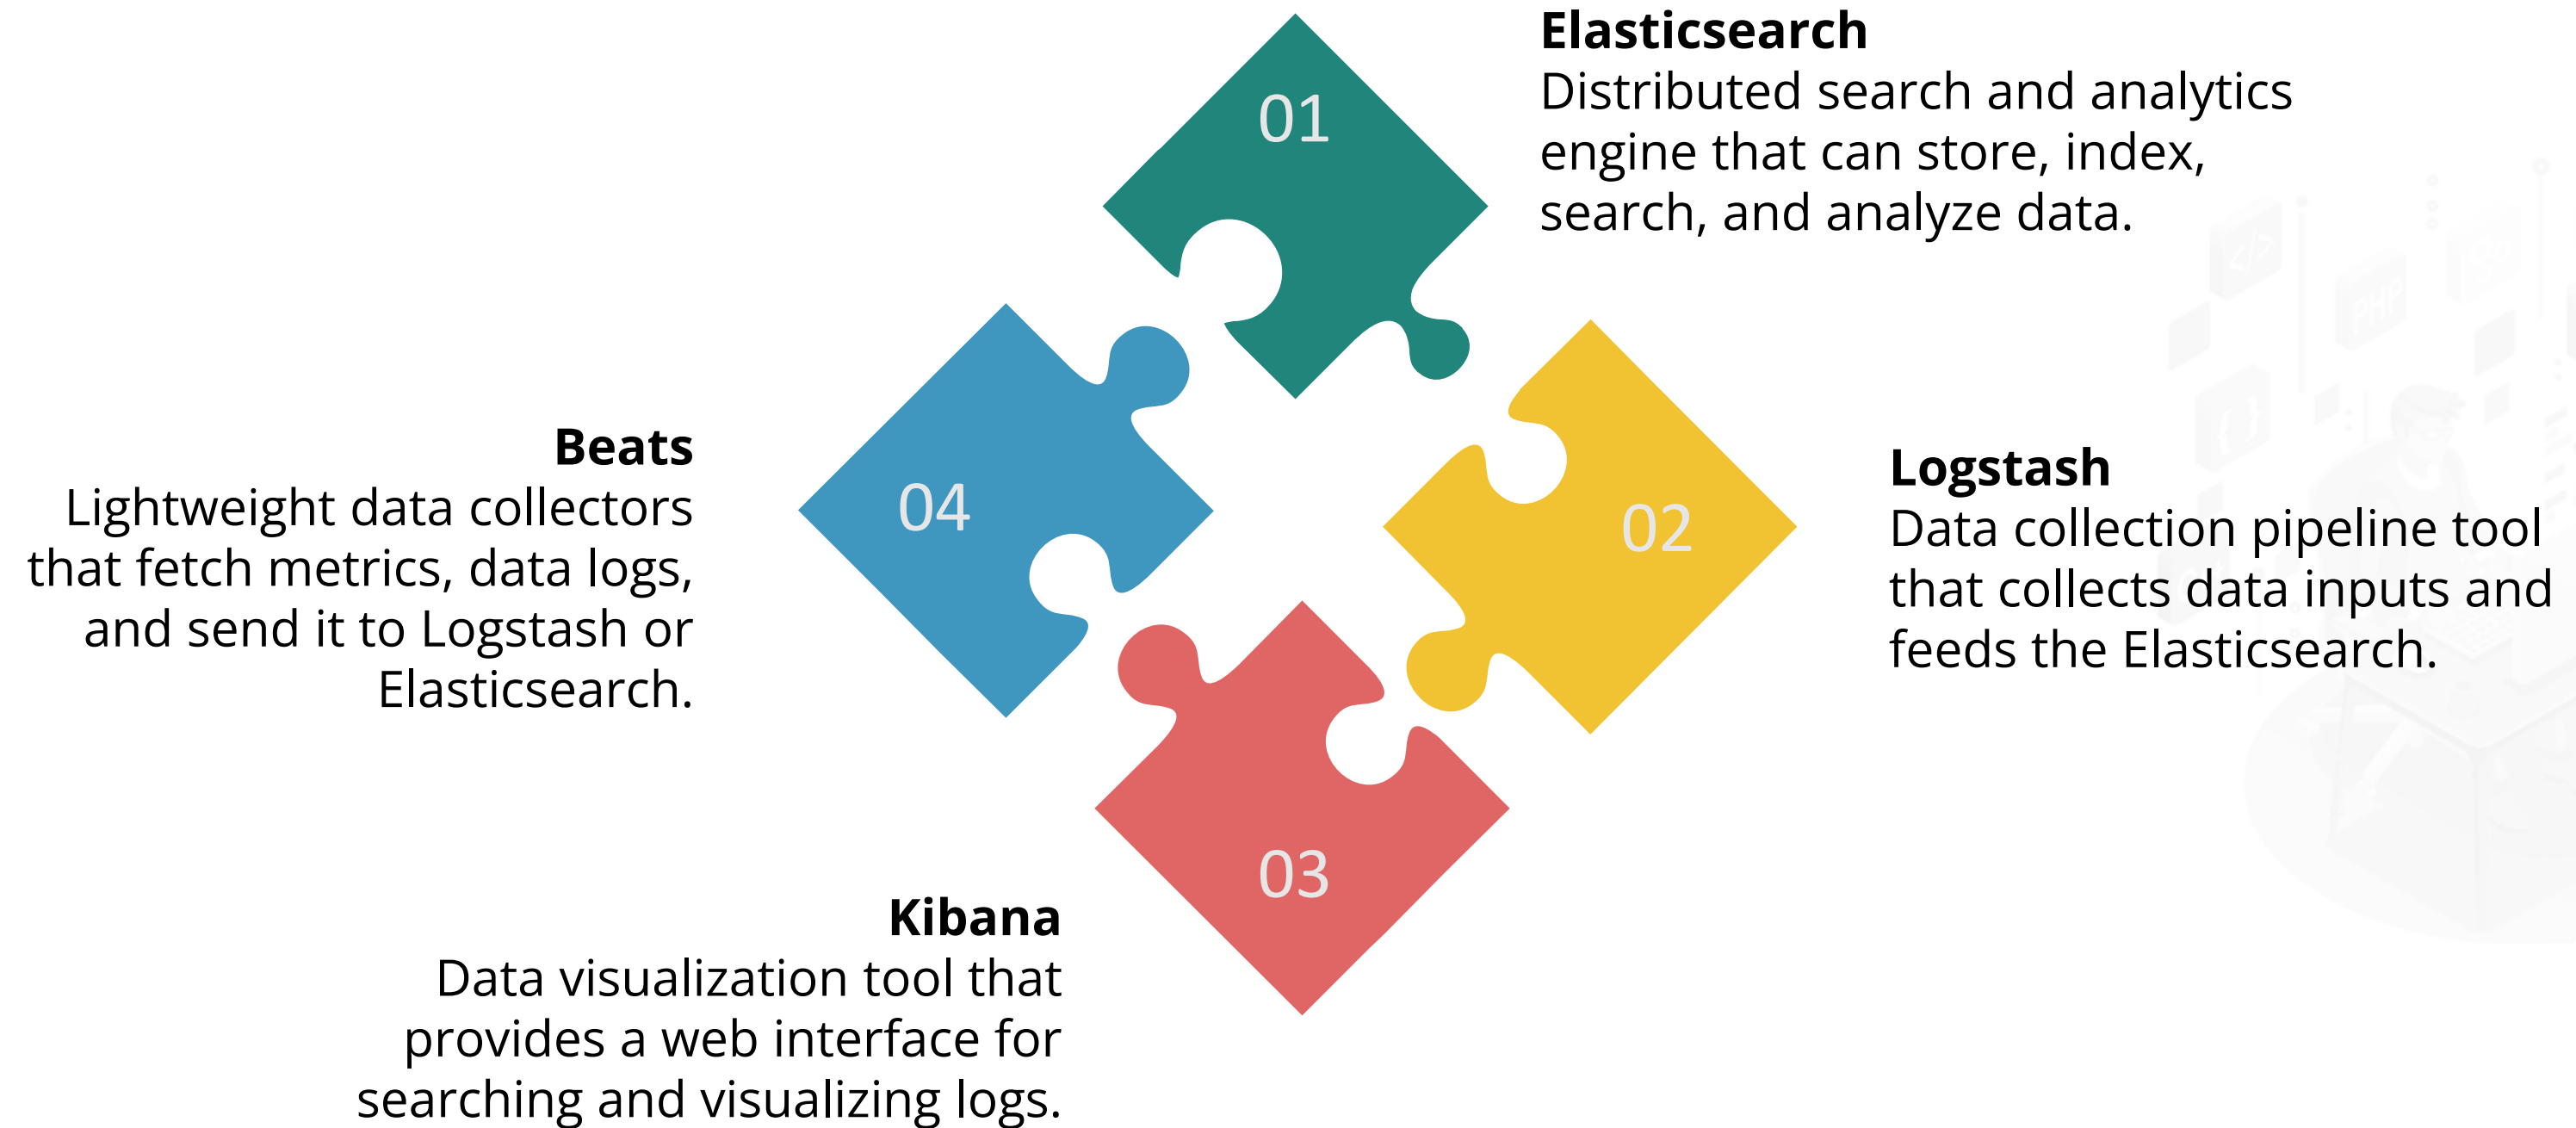 01
Elasticsearch
Distributed search and analytics
engine that can store, index,
search, and analyze data.
02
Logstash
Data collection pipeline tool
that collects data inputs and
feeds the Elasticsearch.
03
Kibana
Data visualization tool that
provides a web interface for
searching and visualizing logs.
04
Beats
Lightweight data collectors
that fetch metrics, data logs,
and send it to Logstash or
Elasticsearch.
</>
PHP
{ }